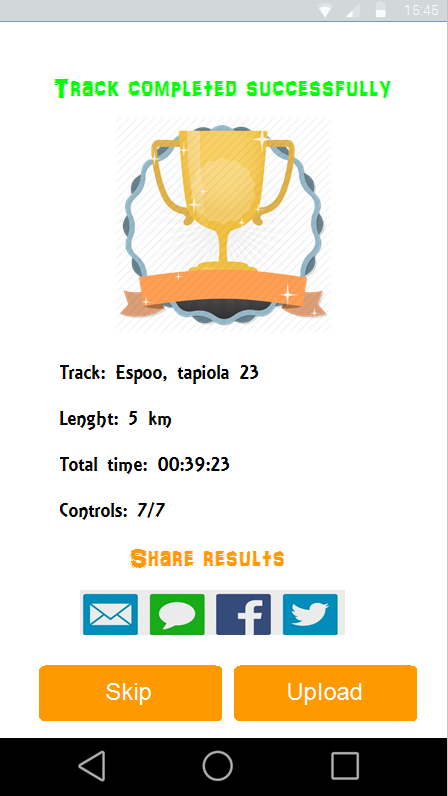 15:45
Track completed successfully
Track: Espoo, tapiola 23
Lenght: 5 km
Total time: 00:39:23
Controls: 7/7
Share results
Skip
Upload